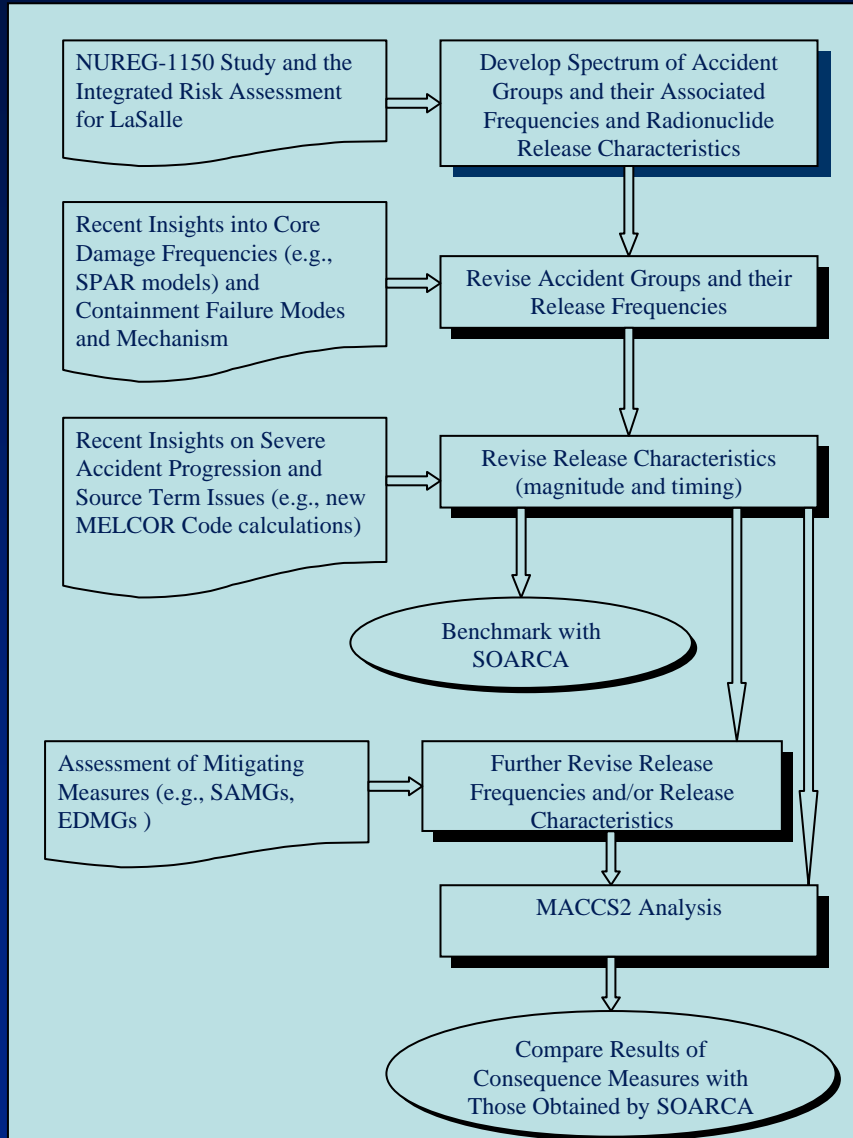 NUREG-1150 Study and the
Integrated Risk Assessment
for LaSalle
Develop Spectrum of Accident
Groups and their Associated
Frequencies and Radionuclide
Release Characteristics
Recent Insights into Core
Damage Frequencies (e.g.,
SPAR models) and
Containment Failure Modes
and Mechanism
Revise Accident Groups and their
Release Frequencies
Recent Insights on Severe
Accident Progression and
Source Term Issues (e.g., new
MELCOR Code calculations)
Revise Release Characteristics
(magnitude and timing)
Benchmark with
SOARCA
Assessment of Mitigating
Measures (e.g., SAMGs,
EDMGs )
Further Revise Release
Frequencies and/or Release
Characteristics
MACCS2 Analysis
Compare Results of
Consequence Measures with
Those Obtained by SOARCA